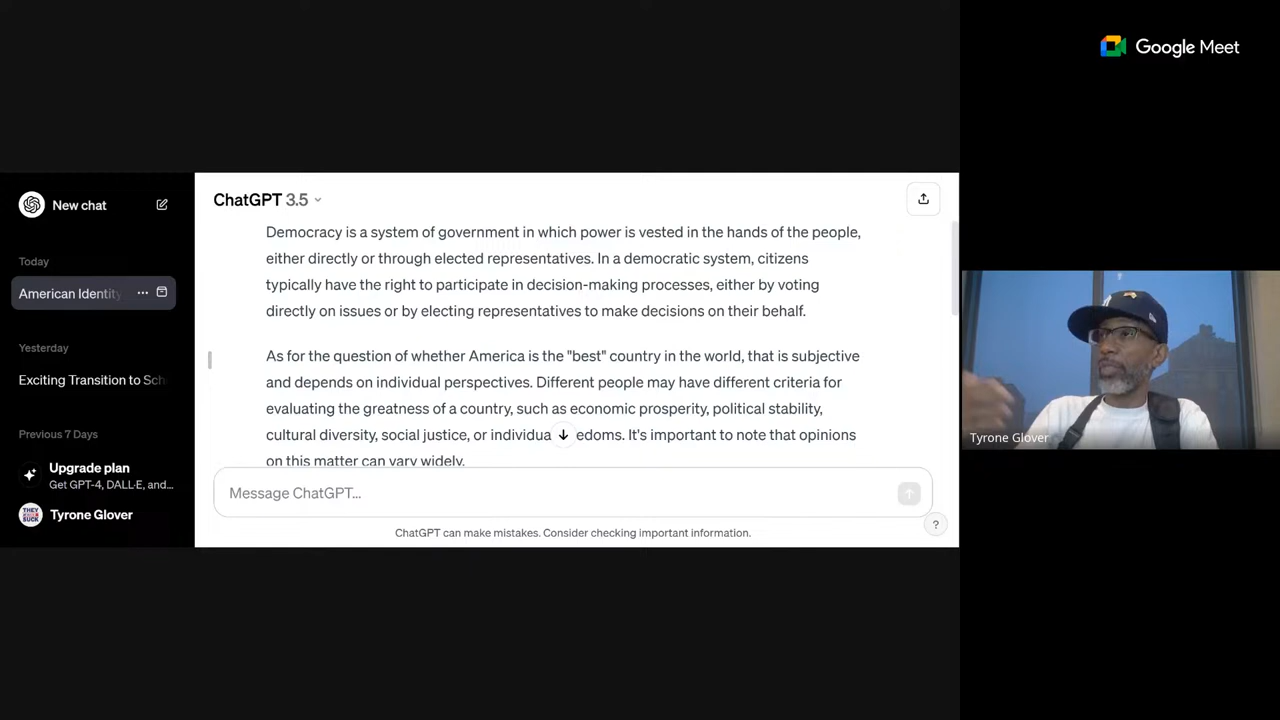 Google Meet
New chat
ChatGPT 3.5
Today
American Identity
Yesterday
Exciting Transition to Sch
Previous 7 Days
Upgrade plan
Get GPT-4, DALL·E, and...
THEY
SUCK
Tyrone Glover
Democracy is a system of government in which power is vested in the hands of the people,
either directly or through elected representatives. In a democratic system, citizens
typically have the right to participate in decision-making processes, either by voting
directly on issues or by electing representatives to make decisions on their behalf.
As for the question of whether America is the "best" country in the world, that is subjective
and depends on individual perspectives. Different people may have different criteria for
evaluating the greatness of a country, such as economic prosperity, political stability,
cultural diversity, social justice, or individua edoms. It's important to note that opinions
on this matter can vary widely.
Message ChatGPT...
ChatGPT can make mistakes. Consider checking important information.
?
Tyrone Glover